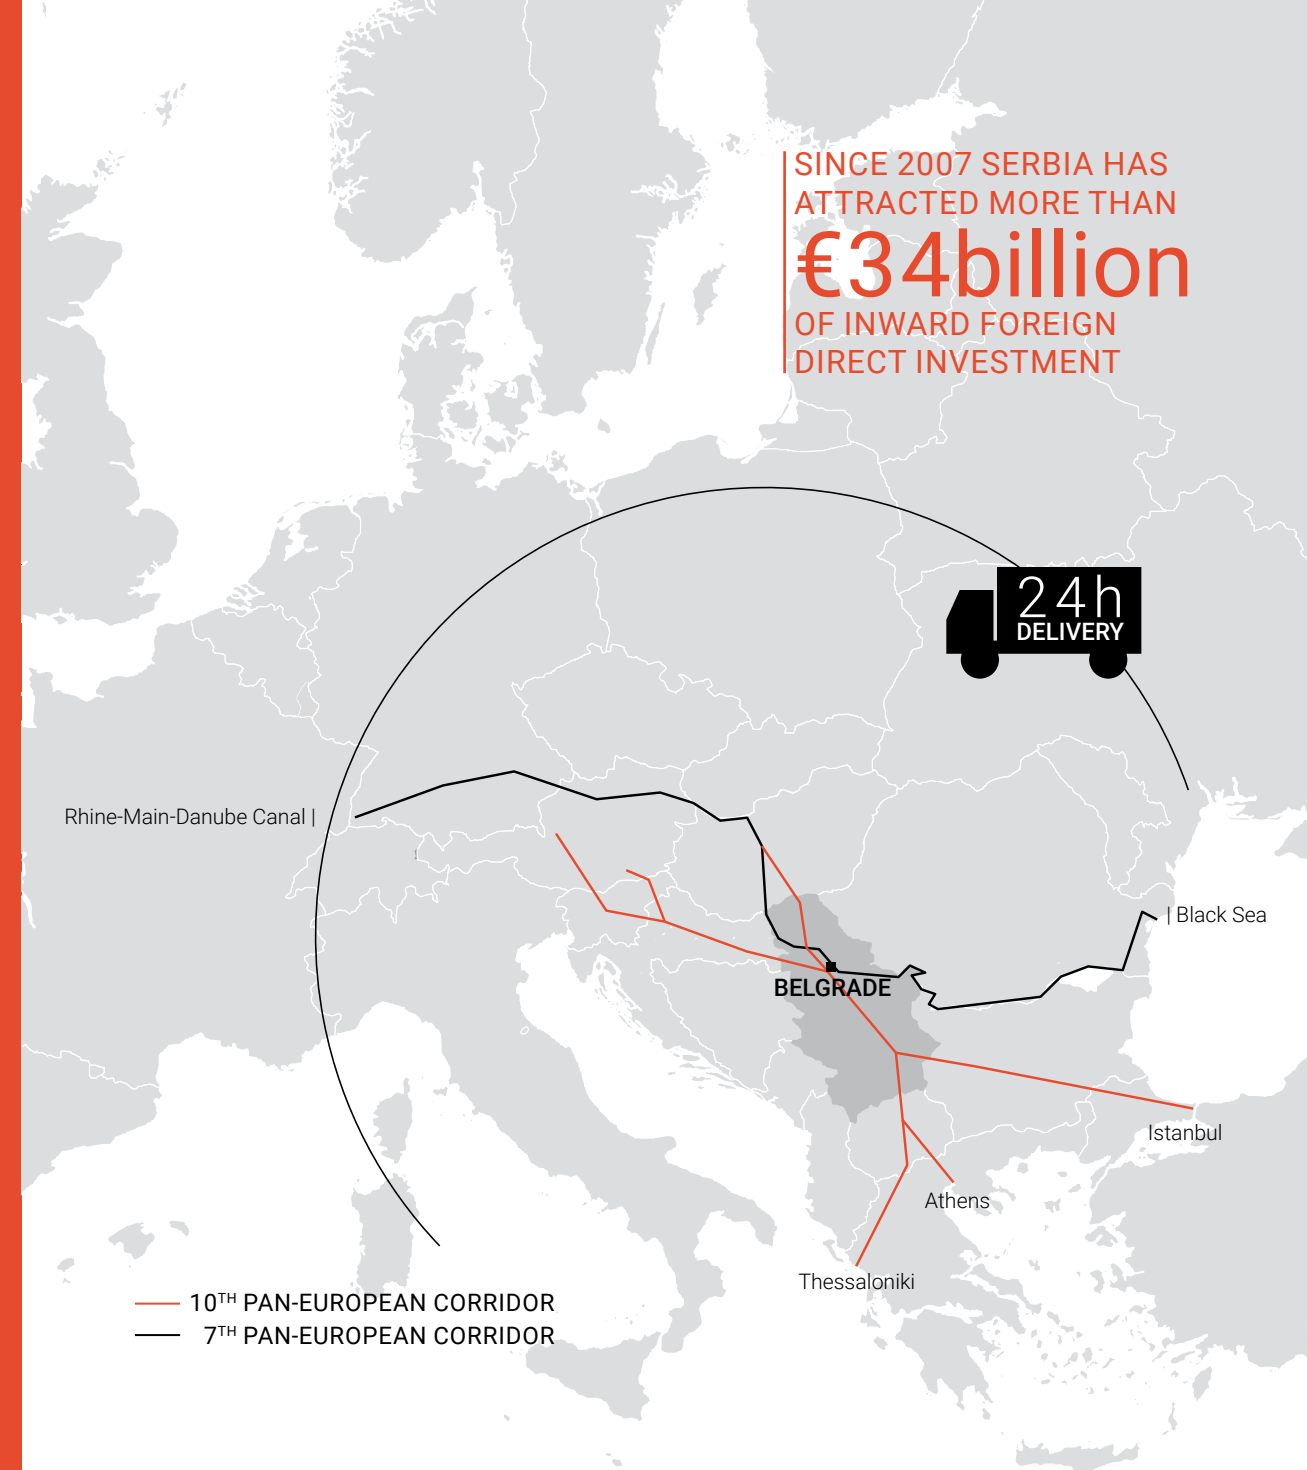 SINCE 2007 SERBIA HAS
ATTRACTED MORE THAN
€34billion
OF INWARD FOREIGN
DIRECT INVESTMENT
24h
DELIVERY
Rhine-Main-Danube Canal |
| Black Sea
BELGRADE
Istanbul
Athens
Thessaloniki
10TH PAN-EUROPEAN CORRIDOR
7TH PAN-EUROPEAN CORRIDOR